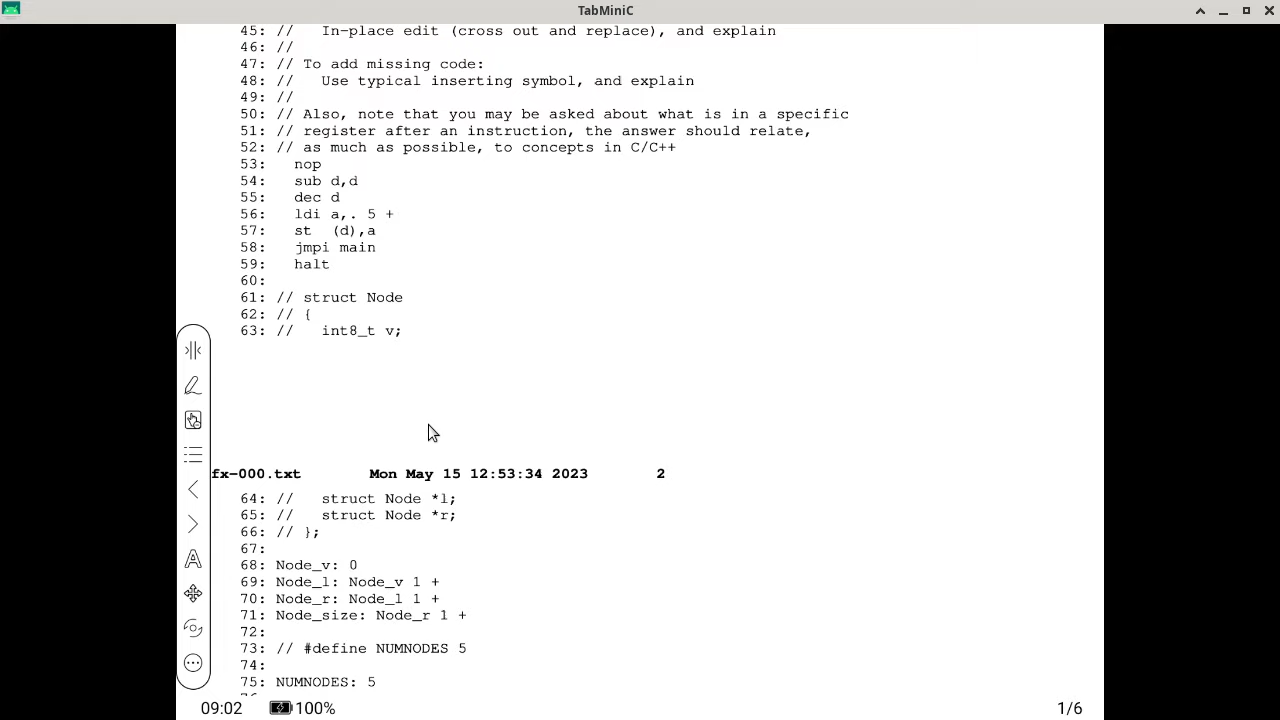 TabMiniC
45: //   In-place edit (cross out and replace), and explain
46: //
47: // To add missing code:
48: //   Use typical inserting symbol, and explain
49: //
50: // Also, note that you may be asked about what is in a specific
51: // register after an instruction, the answer should relate,
52: // as much as possible, to concepts in C/C++
53:   nop
54:   sub d,d
55:   dec d
56:   ldi a,. 5 +
57:   st  (d),a
58:   jmpi main
59:   halt
60:
61: // struct Node
62: // {
63: //   int8_t v;
fx-000.txt        Mon May 15 12:53:34 2023        2
64: //   struct Node *l;
65: //   struct Node *r;
66: // };
67:
68: Node_v: 0
69: Node_l: Node_v 1 +
70: Node_r: Node_l 1 +
71: Node_size: Node_r 1 +
72:
73: // #define NUMNODES 5
74:
75: NUMNODES: 5
09:02 100% 1/6